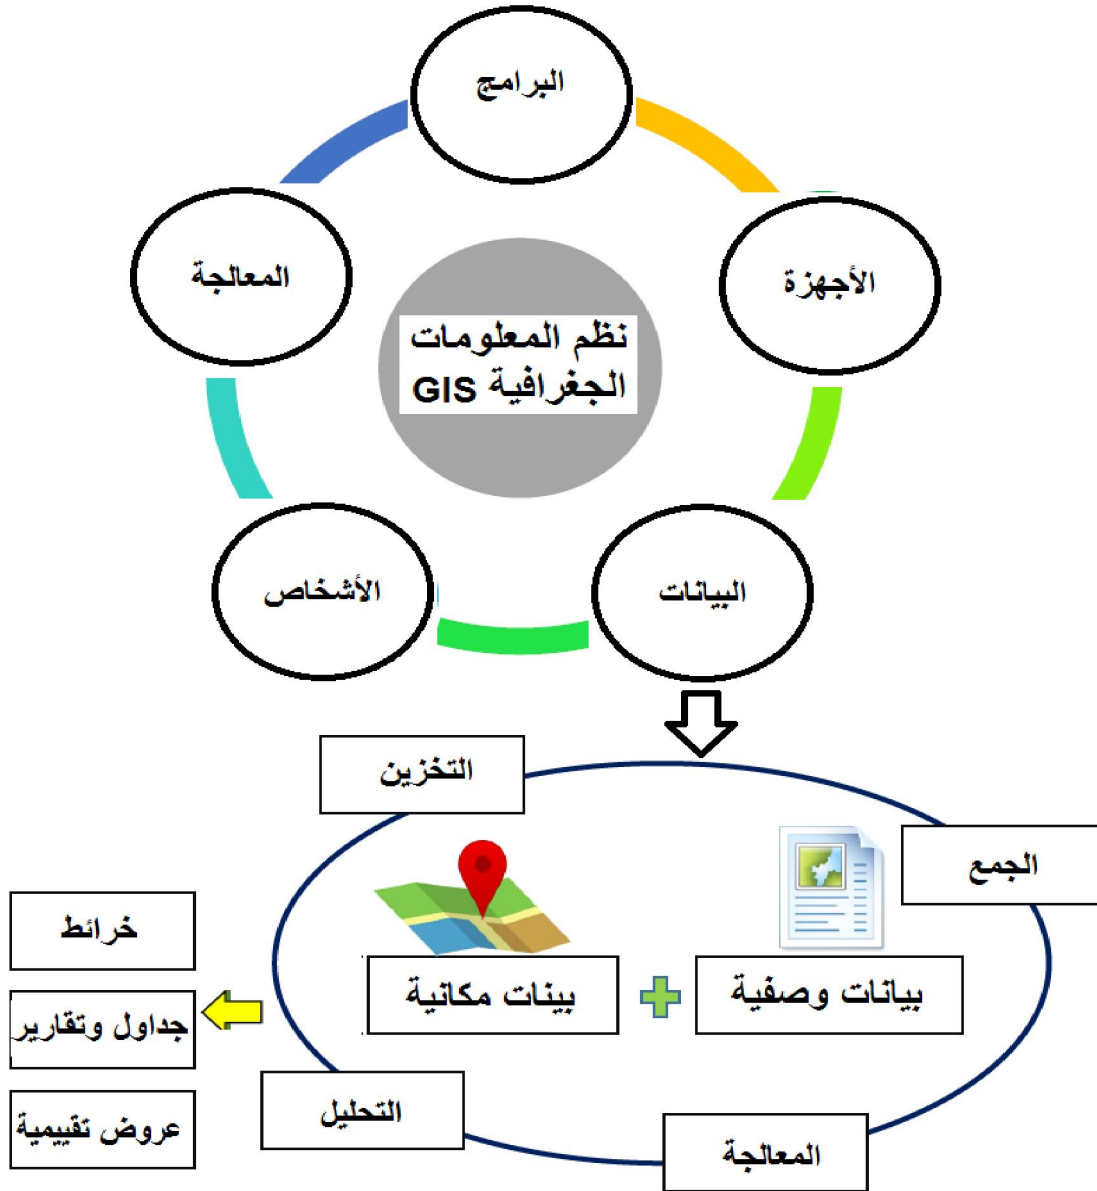 البرامج
المعالجة
الأجهزة
نظم المعلومات
الجغرافية GIS
الأشخاص
البيانات
التخزين
الجمع
خرائط
بيانات وصفية
بينات مكانية
جداول وتقارير
التحليل
عروض تقييمية
المعالجة